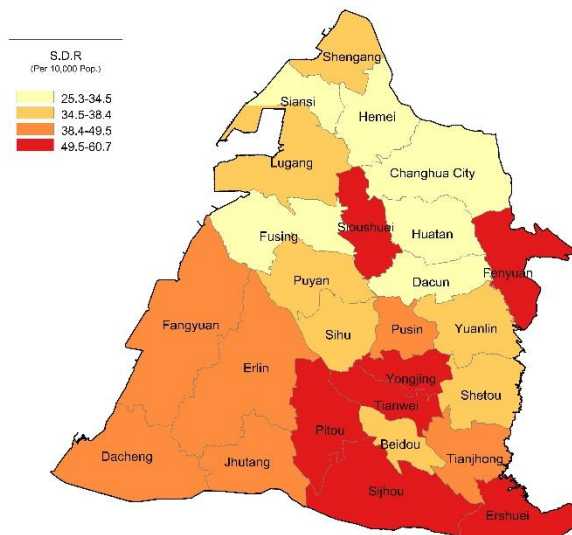 S.D.R
(Per 10,000 Pop.)
25.3-34.5
34.5-38.4
38.4-49.5
49.5-60.7
Shengang
Siansi
Hemei
Lugang
Changhua City
Sioushuei
Huatan
Fusing
Fenyuan
Puyan
Dacun
Fangyuan
Sihu
Pusin
Yuanlin
Erlin
Yongjing
Tianwei
Shetou
Pitou
Beidou
Dacheng
Jhutang
Tianjhong
Sijhou
Ershuei